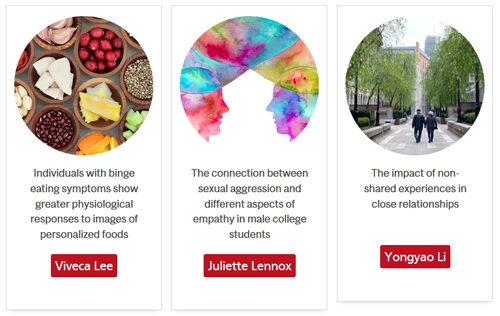 Individuals with binge
eating symptoms show
greater physiological
responses to images of
personalized foods
Viveca Lee
The connection between
sexual aggression and
different aspects of
empathy in male college
students
Juliette Lennox
The impact of non-
shared experiences in
close relationships
Yongyao Li